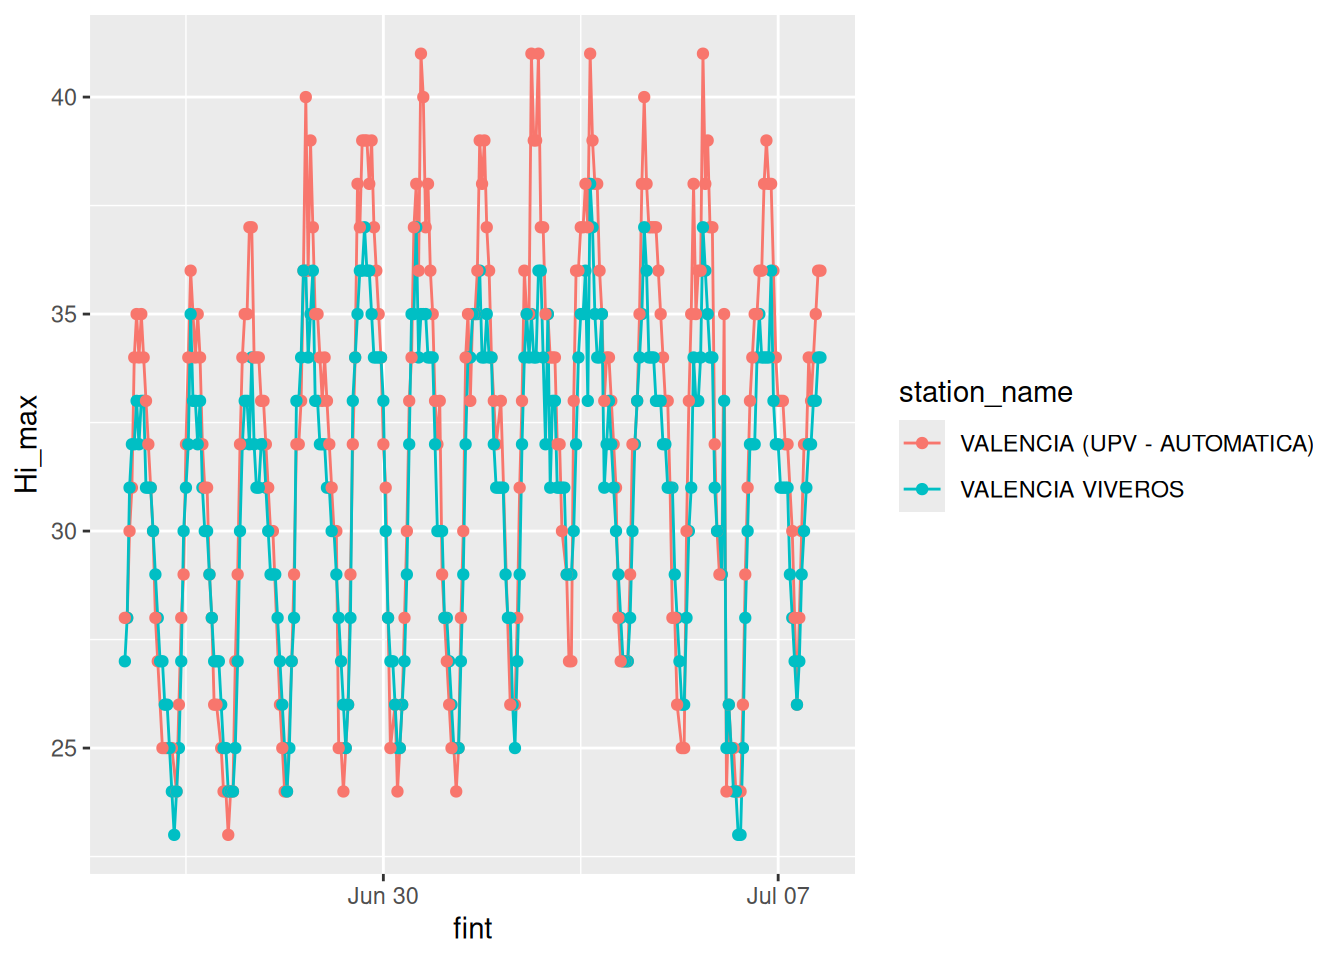 Hi_max
40
35
30
25
Jun 30
Jul 07
fint
station_name
VALENCIA (UPV - AUTOMATICA)
VALENCIA VIVEROS